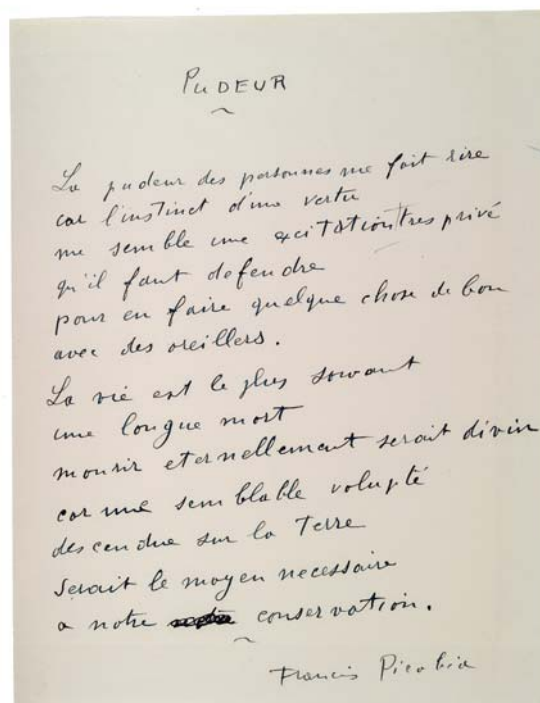 PUDEUR
La pudeur des personnes me fait rire
car l'instinct d'une vertu
me semble une excitation tres privé
qu'il faut defendre
pour en faire quelque chose de bon
avec des oreillers.
La vie est le plus souvant
une longue mort
mourir eternellement serait divin
car une semblable volupté
descendue sur la Terre
Serait le moyen necessaire
a notre conservation.
Francis Picabia